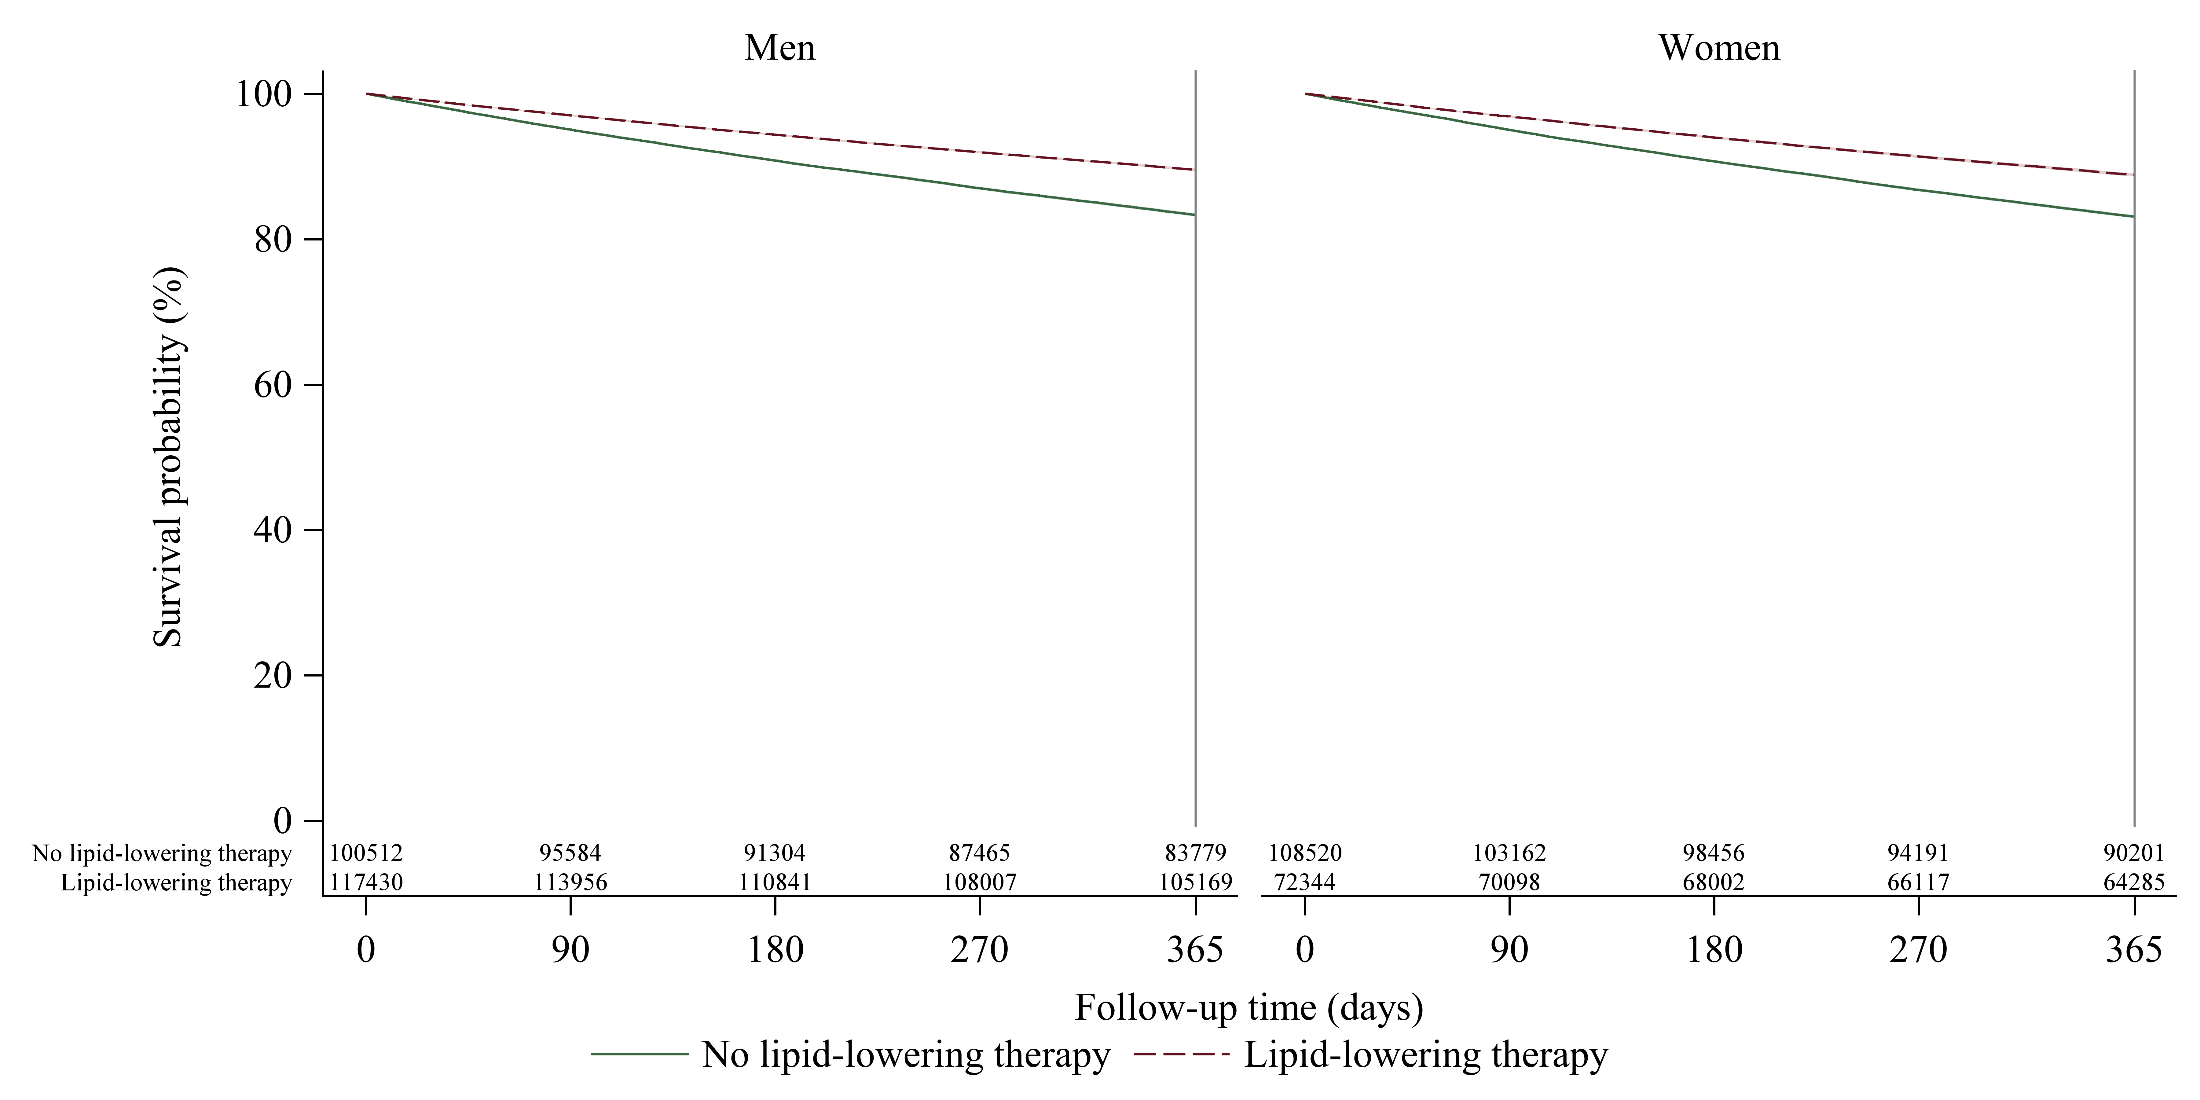 Men Women
100
80
60
40
20
0
Survival probability (%)
No lipid-lowering therapy 100512 95584 91304 87465 83779 108520 103162 98456 94191 90201
Lipid-lowering therapy 117430 113956 110841 108007 105169 72344 70098 68002 66117 64285
0 90 180 270 365 0 90 180 270 365
Follow-up time (days)
No lipid-lowering therapy Lipid-lowering therapy